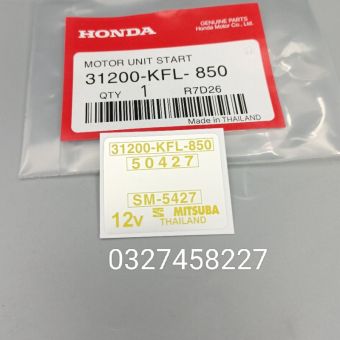 HONDA
GENUINE PARTS
Honda Motor Co., Ltd.
MOTOR UNIT START
31200-KFL- 850
QTY 1 R7D26
Made in THAILAND
31200-KFL-850
50427
SM-5427
12v MITSUBA
THAILAND
0327458227